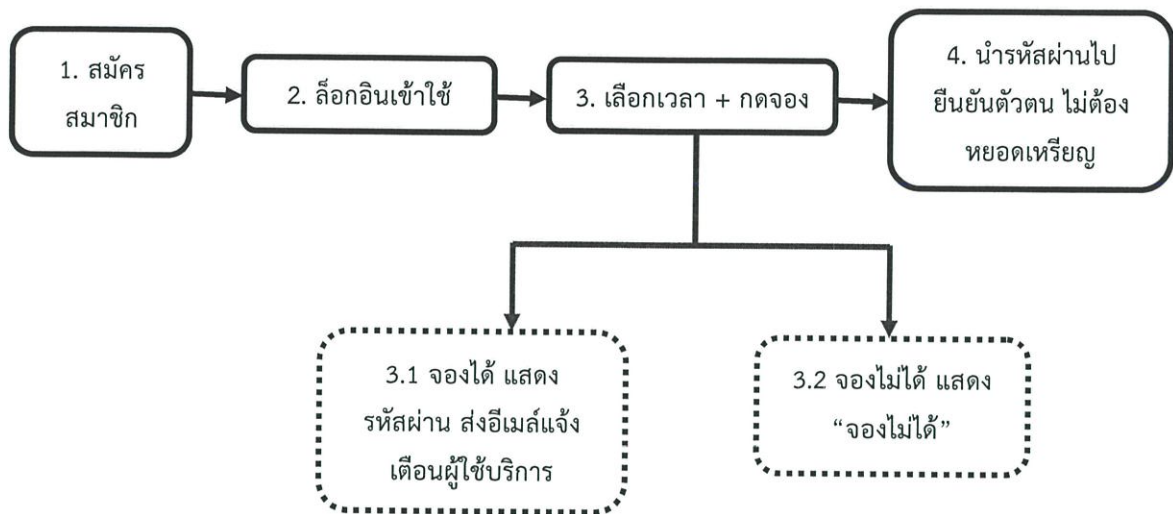 1. สมัคร
สมาชิก
2. ล็อกอินเข้าใช้
3. เลือกเวลา + กดจอง
4. นำรหัสผ่านไป
ยืนยันตัวตน ไม่ต้อง
หยอดเหรียญ
3.1 จองได้ แสดง
รหัสผ่าน ส่งอีเมล์แจ้ง
เตือนผู้ใช้บริการ
3.2 จองไม่ได้ แสดง
“จองไม่ได้”